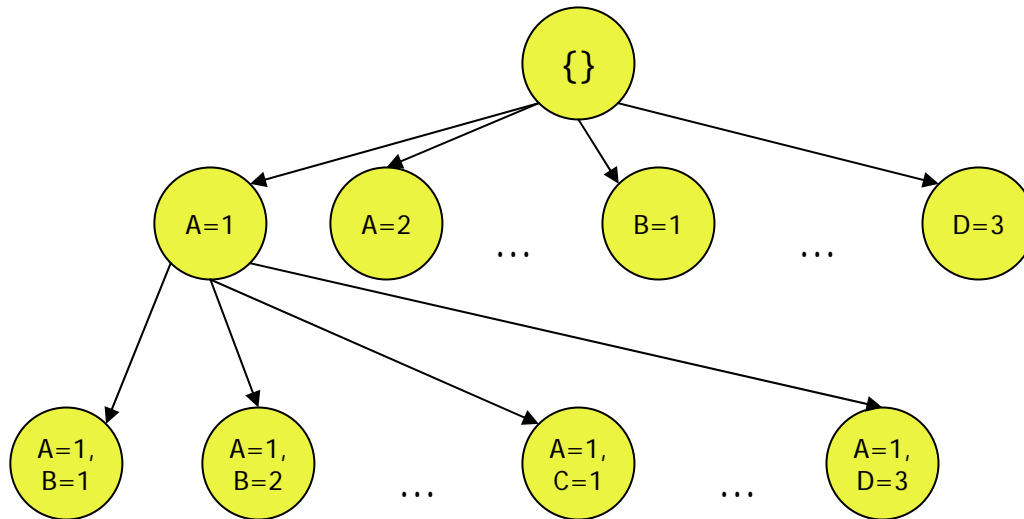 {}
A=1
A=2
...
B=1
...
D=3
A=1,
B=1
A=1,
B=2
...
A=1,
C=1
...
A=1,
D=3